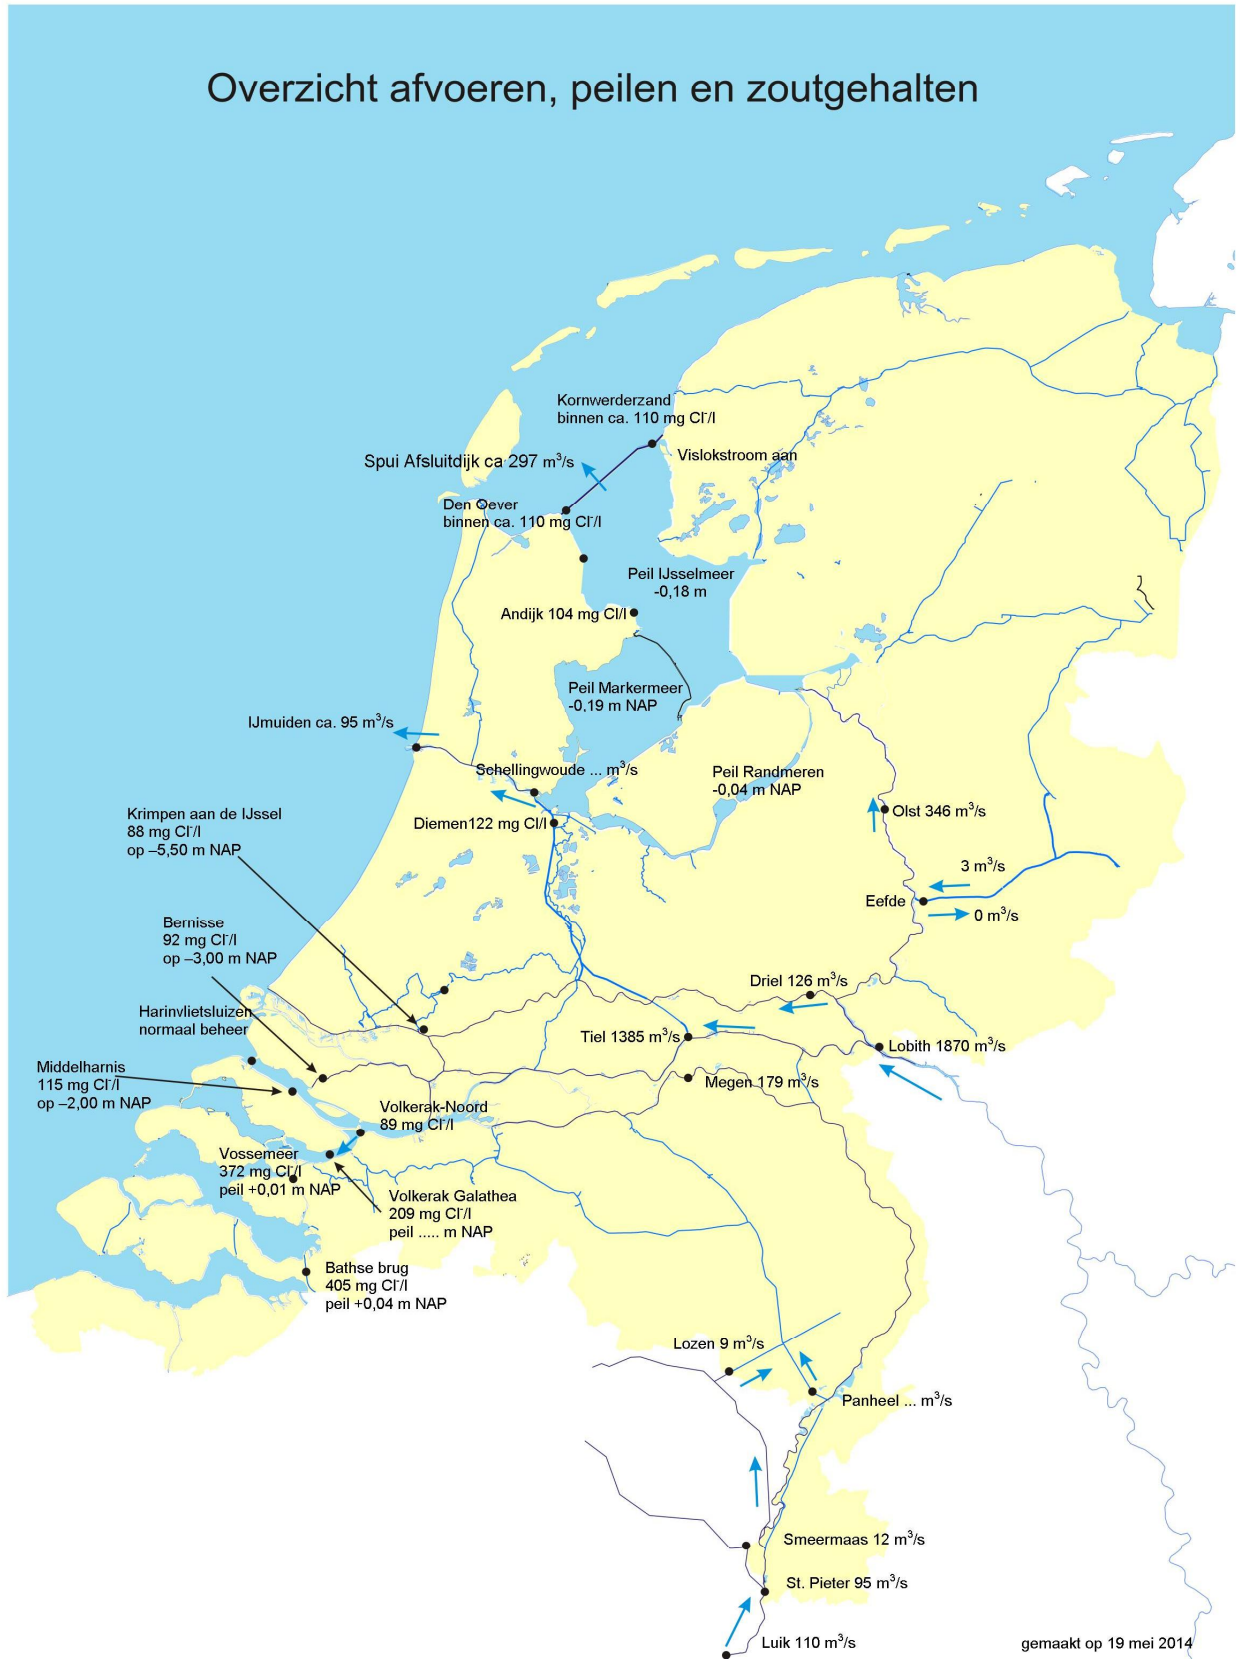 Overzicht afvoeren, peilen en zoutgehalten
Kornwerderzand
binnen ca. 110 mg Cl⁻/l
Vislokstroom aan
Spui Afsluitdijk ca 297 m³/s
Den Oever
binnen ca. 110 mg Cl⁻/l
Peil IJsselmeer
-0,18 m
Andijk 104 mg Cl/l
Peil Markermeer
-0,19 m NAP
IJmuiden ca. 95 m³/s
Schellingwoude ... m³/s
Peil Randmeren
-0,04 m NAP
Olst 346 m³/s
Krimpen aan de IJssel
88 mg Cl⁻/l
op –5,50 m NAP
Diemen122 mg Cl/l
3 m³/s
Eefde
0 m³/s
Bernisse
92 mg Cl⁻/l
op –3,00 m NAP
Driel 126 m³/s
Harinvlietsluizen
normaal beheer
Tiel 1385 m³/s
Lobith 1870 m³/s
Middelharnis
115 mg Cl⁻/l
op –2,00 m NAP
Megen 179 m³/s
Volkerak-Noord
89 mg Cl⁻/l
Vossemeer
372 mg Cl⁻/l
peil +0,01 m NAP
Volkerak Galathea
209 mg Cl⁻/l
peil ..... m NAP
Bathse brug
405 mg Cl⁻/l
peil +0,04 m NAP
Lozen 9 m³/s
Panheel ... m³/s
Smeermaas 12 m³/s
St. Pieter 95 m³/s
Luik 110 m³/s
gemaakt op 19 mei 2014